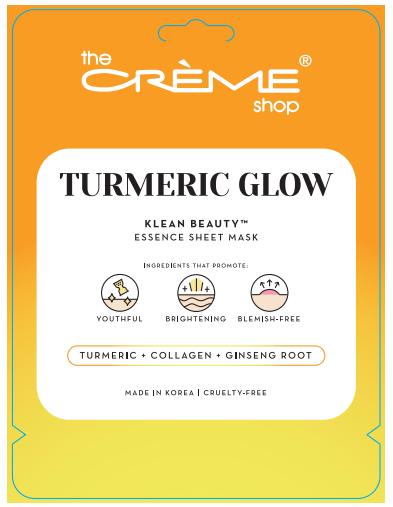 the
CRÈME®
shop
TURMERIC GLOW
KLEAN BEAUTY™
ESSENCE SHEET MASK
INGREDIENTS THAT PROMOTE:
YOUTHFUL BRIGHTENING BLEMISH-FREE
TURMERIC + COLLAGEN + GINSENG ROOT
MADE IN KOREA | CRUELTY-FREE